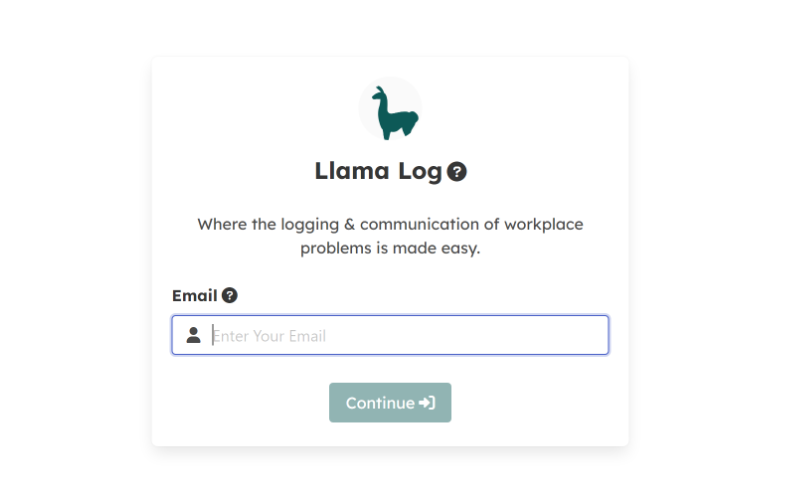 Llama Log ?
Where the logging & communication of workplace
problems is made easy.
Email ?
Enter Your Email
Continue